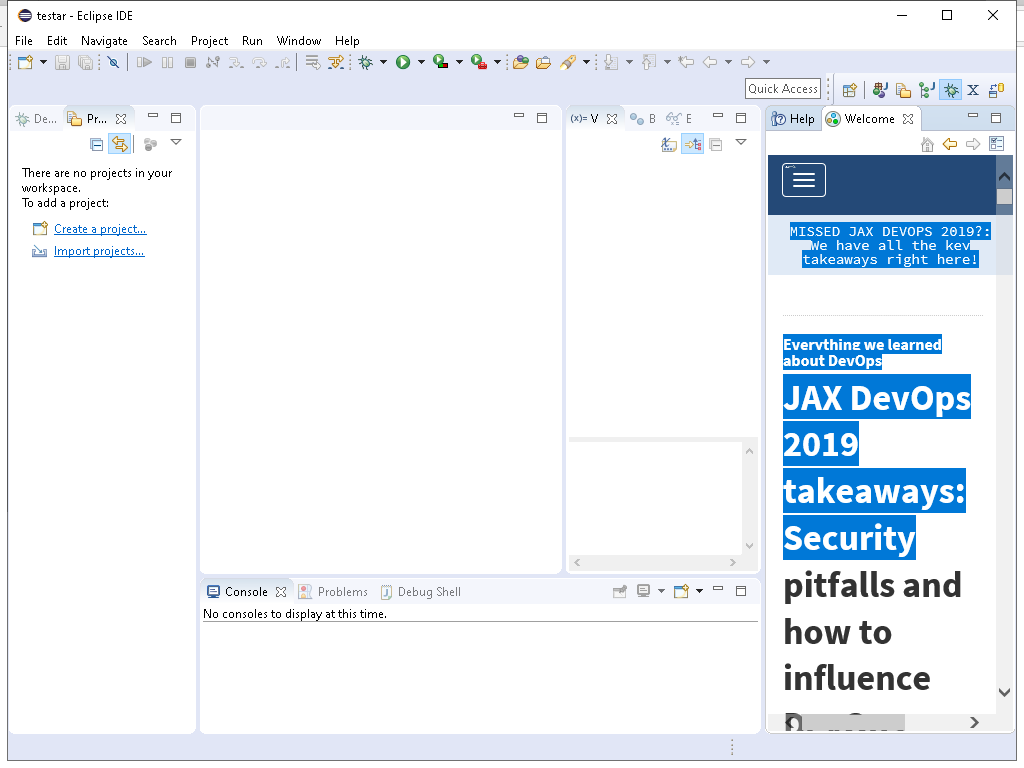 testar - Eclipse IDE
File Edit Navigate Search Project Run Window Help
Quick Access
De... Pr...
(x)= V B E
Help Welcome
There are no projects in your
workspace.
To add a project:
Create a project...
Import projects...
MISSED JAX DEVOPS 2019?:
We have all the key
takeaways right here!
Everything we learned
about DevOps
JAX DevOps
2019
takeaways:
Security
pitfalls and
how to
influence
Console Problems Debug Shell
No consoles to display at this time.